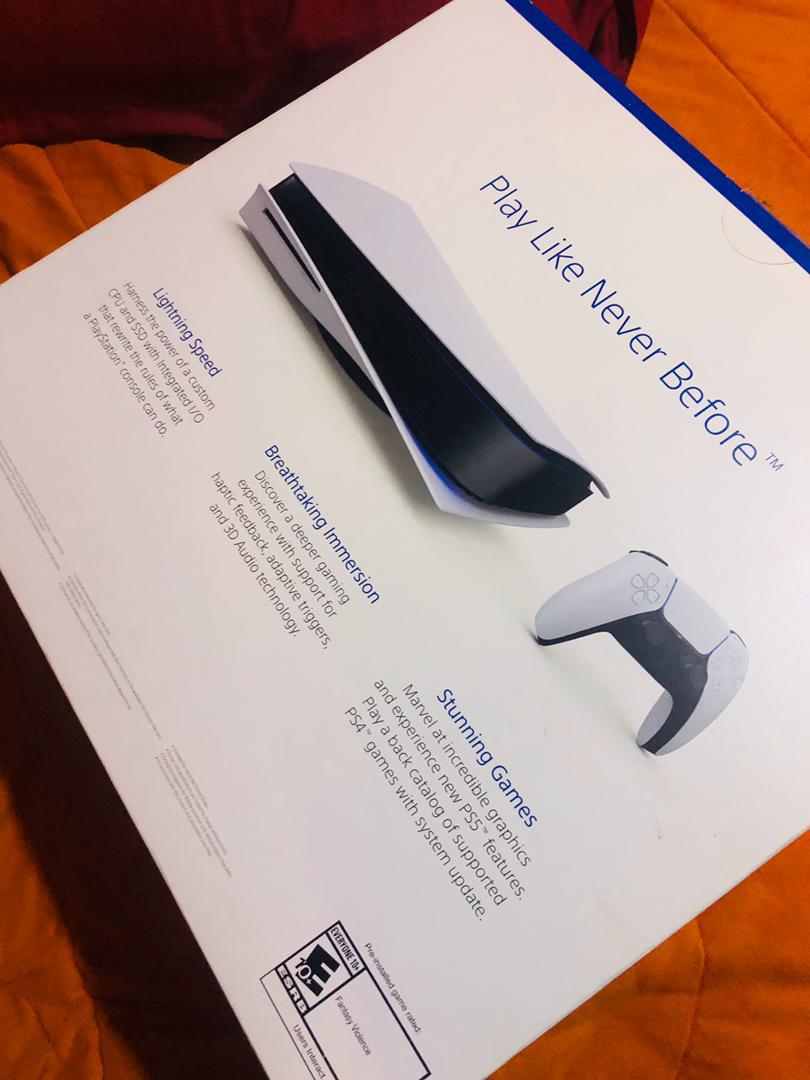 Play Like Never Before™
Lightning Speed
Harness the power of a custom
CPU and SSD with Integrated I/O
that rewrite the rules of what
a PlayStation® console can do.
Breathtaking Immersion
Discover a deeper gaming
experience with support for
haptic feedback, adaptive triggers,
and 3D Audio technology.
Stunning Games
Marvel at incredible graphics
and experience new PS5™ features.
Play a back catalog of supported
PS4™ games with system update.
Pre-installed game rated:
EVERYONE 10+
E
10+
ESRB
Fantasy Violence
Users Interact